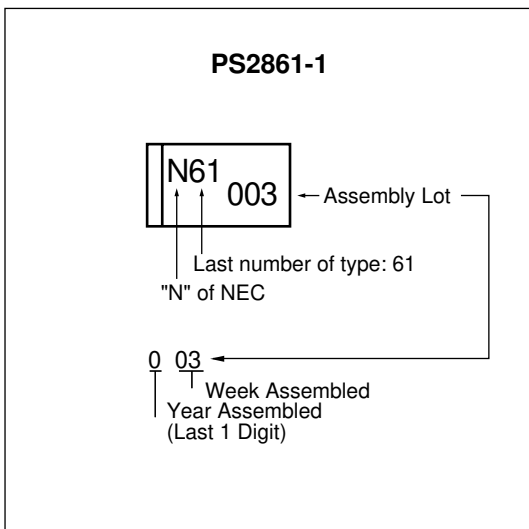 PS2861-1
N61
003
Assembly Lot
Last number of type: 61
"N" of NEC
0 03
Week Assembled
Year Assembled
(Last 1 Digit)